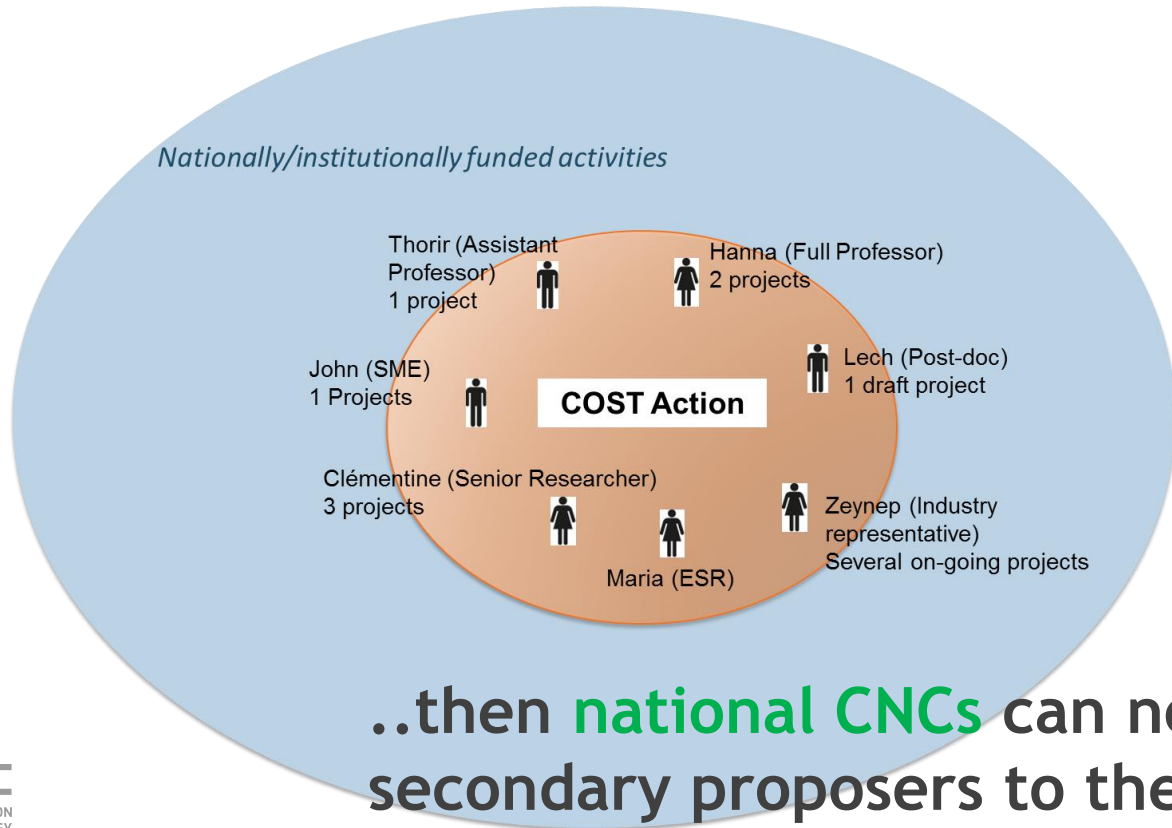 Nationally/institutionally funded activities
Thorir (Assistant
Professor)
1 project
Hanna (Full Professor)
2 projects
John (SME)
1 Projects
COST Action
Lech (Post-doc)
1 draft project
Clémentine (Senior Researcher)
3 projects
Zeynep (Industry
representative)
Several on-going projects
Maria (ESR)
..then national CNCs can
secondary proposers to
ON